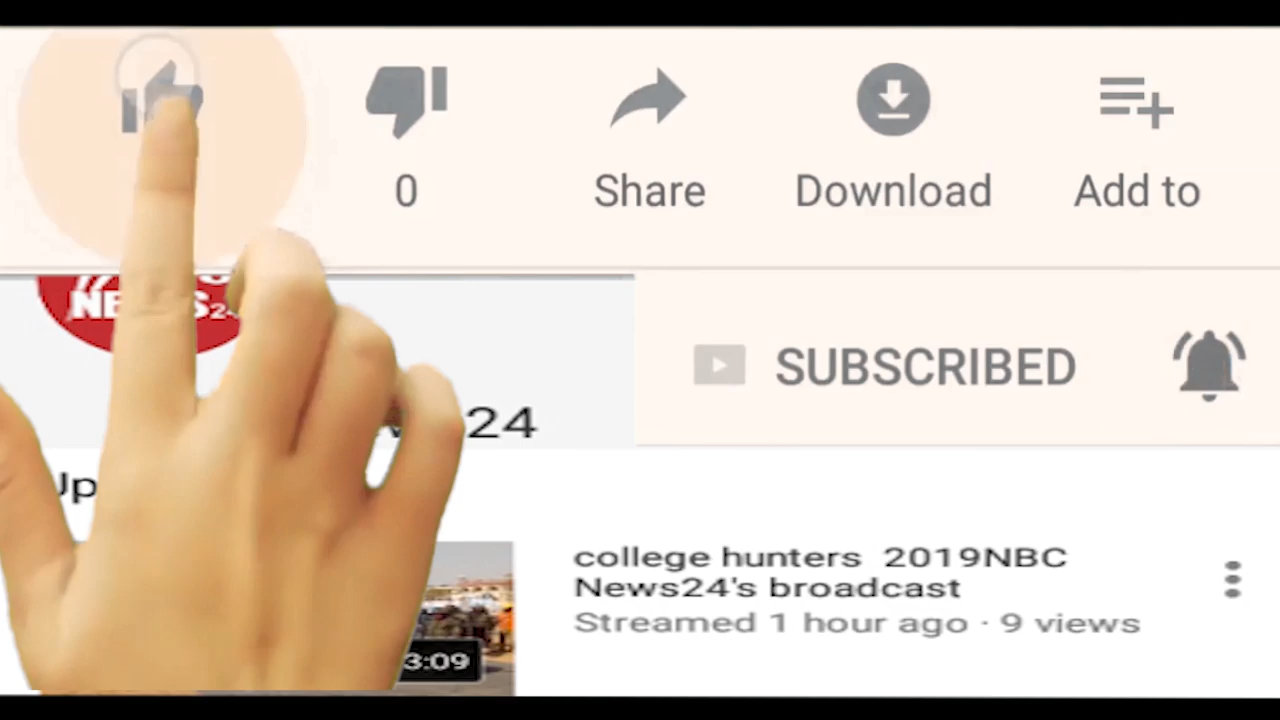 0
Share
Download
Add to
SUBSCRIBED
24
Up
college hunters 2019NBC
News24's broadcast
Streamed 1 hour ago · 9 views
3:09